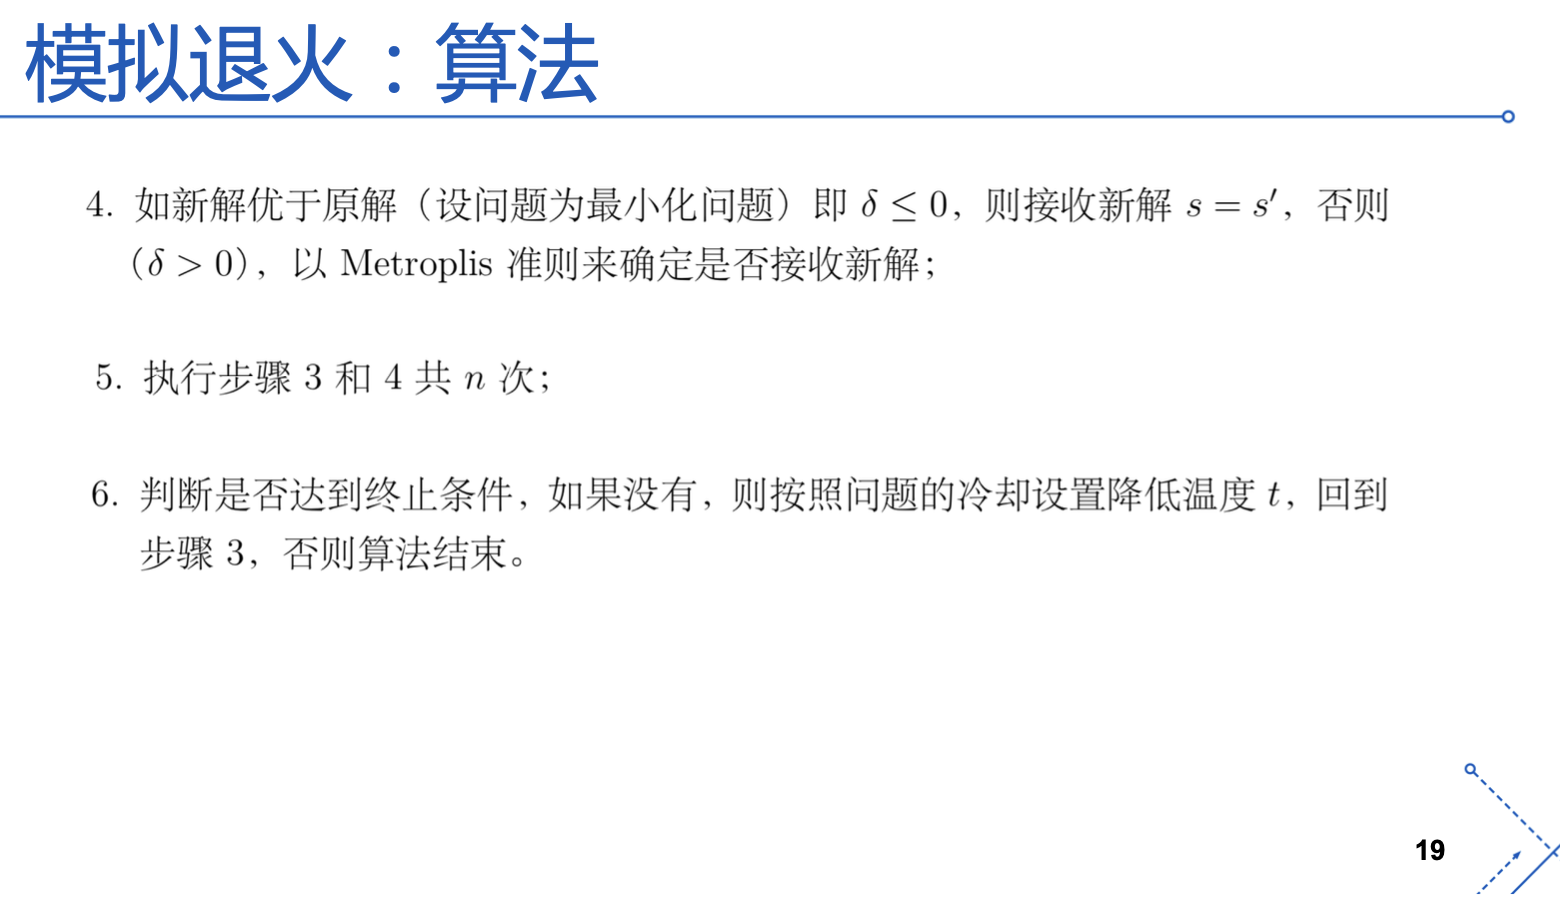 模拟退火：算法
4. 如新解优于原解（设问题为最小化问题）即 δ ≤ 0，则接收新解 s = s′，否则
（δ > 0），以 Metroplis 准则来确定是否接收新解；
5. 执行步骤 3 和 4 共 n 次；
6. 判断是否达到终止条件，如果没有，则按照问题的冷却设置降低温度 t，回到
步骤 3，否则算法结束。
19